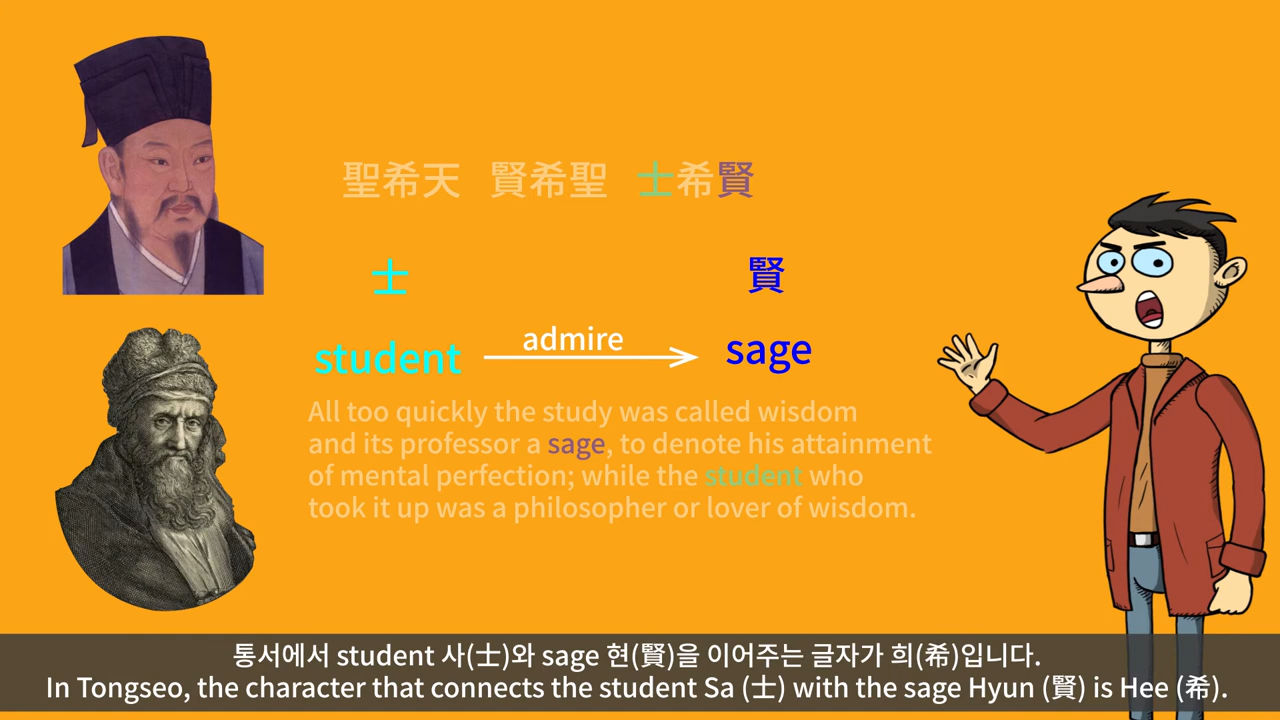 聖希天 賢希聖 士希賢
士 賢
admire
student sage
All too quickly the study was called wisdom
and its professor a sage, to denote his attainment
of mental perfection; while the student who
took it up was a philosopher or lover of wisdom.
통서에서 student 사(士)와 sage 현(賢)을 이어주는 글자가 희(希)입니다.
In Tongseo, the character that connects the student Sa (士) with the sage Hyun (賢) is Hee (希).